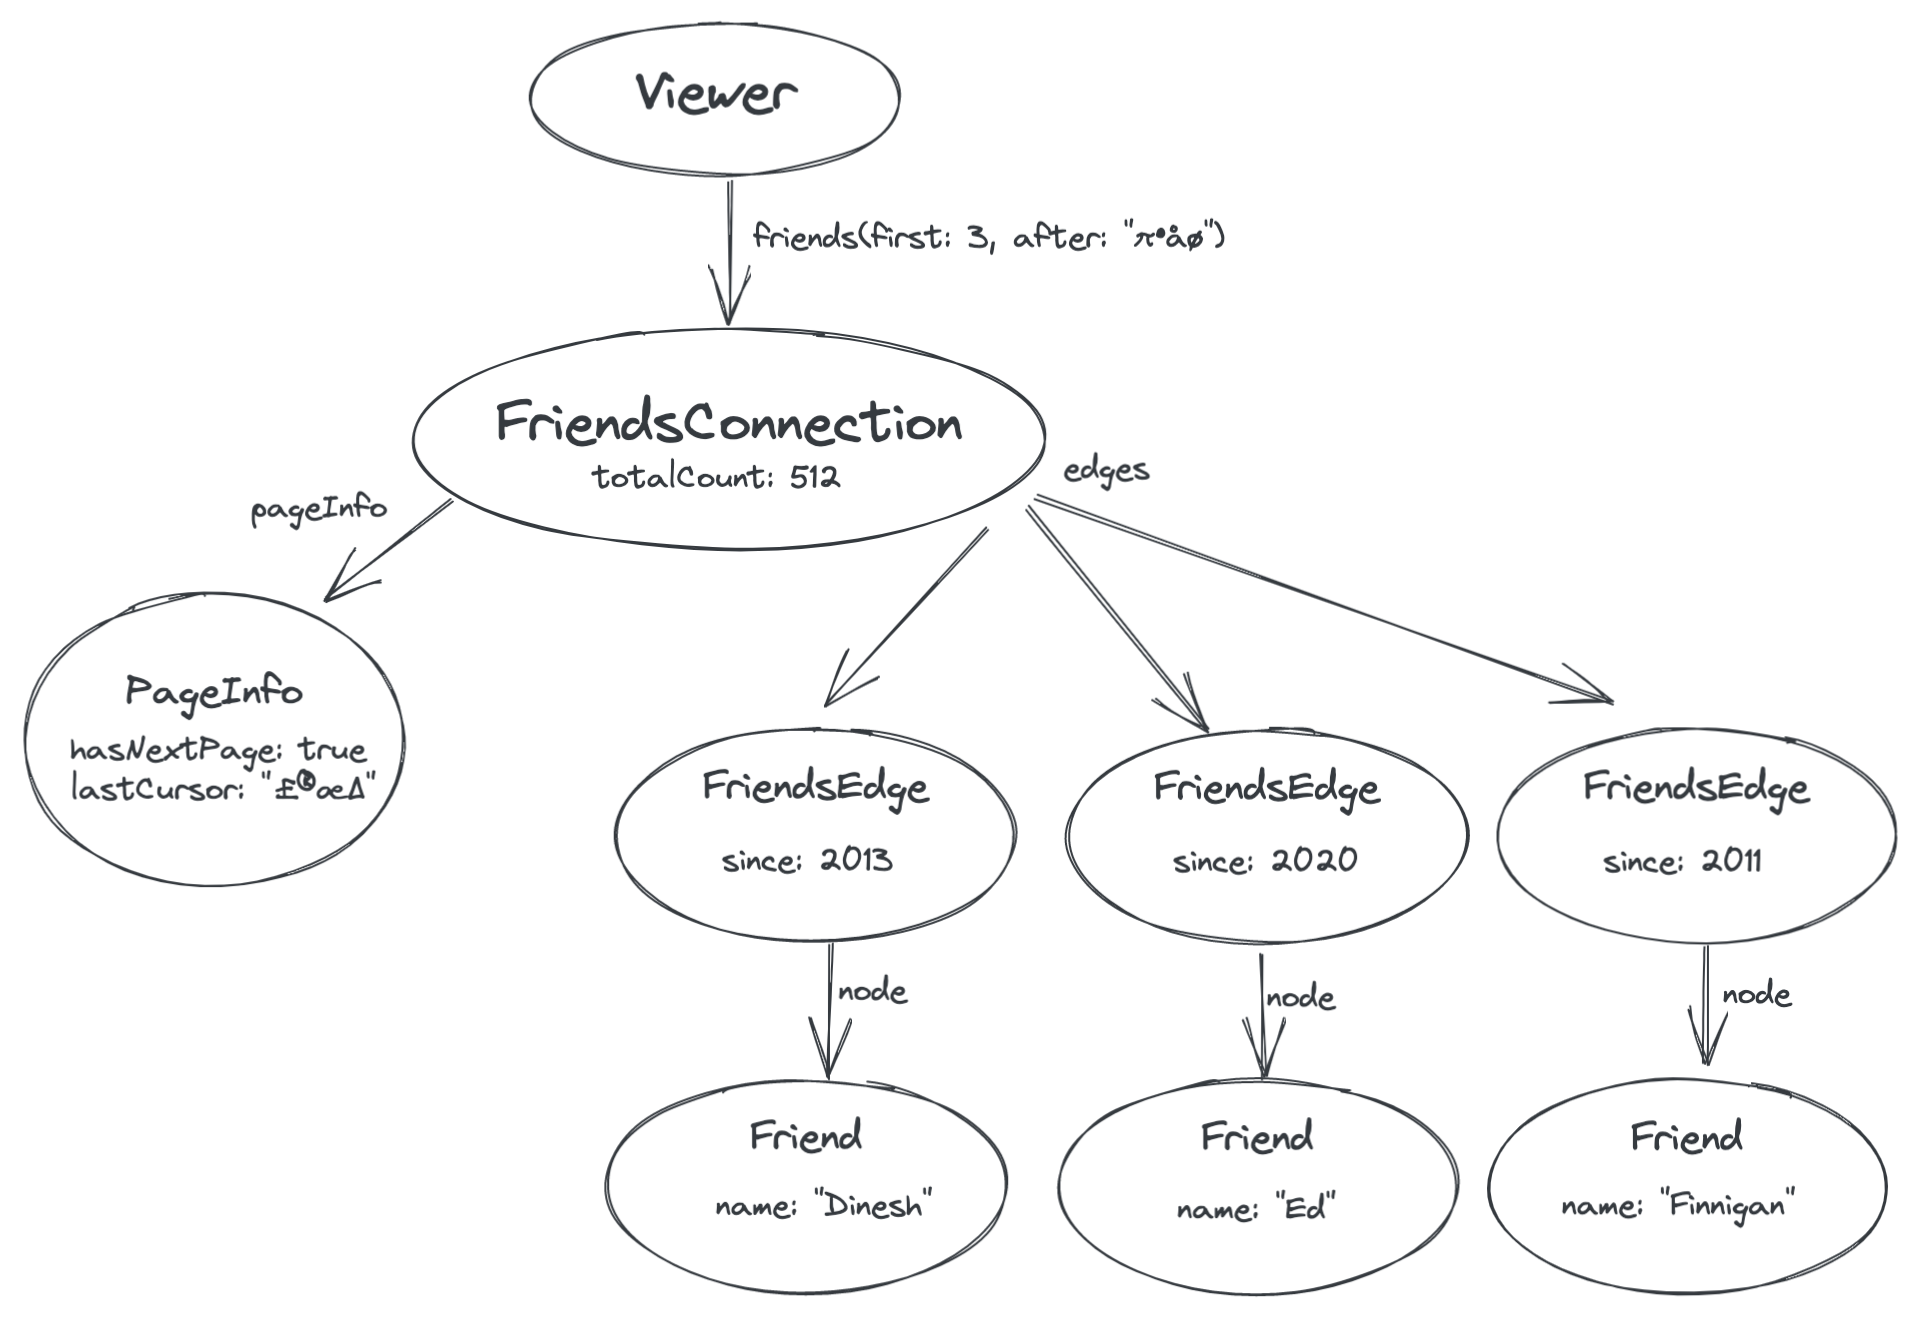 Viewer
friends(first: 3, after: "π•åø")
FriendsConnection
totalCount: 512
edges
pageInfo
PageInfo
hasNextPage: true
lastCursor: "£®œ∆"
FriendsEdge
since: 2013
FriendsEdge
since: 2020
FriendsEdge
since: 2011
node
node
node
Friend
name: "Dinesh"
Friend
name: "Ed"
Friend
name: "Finnigan"